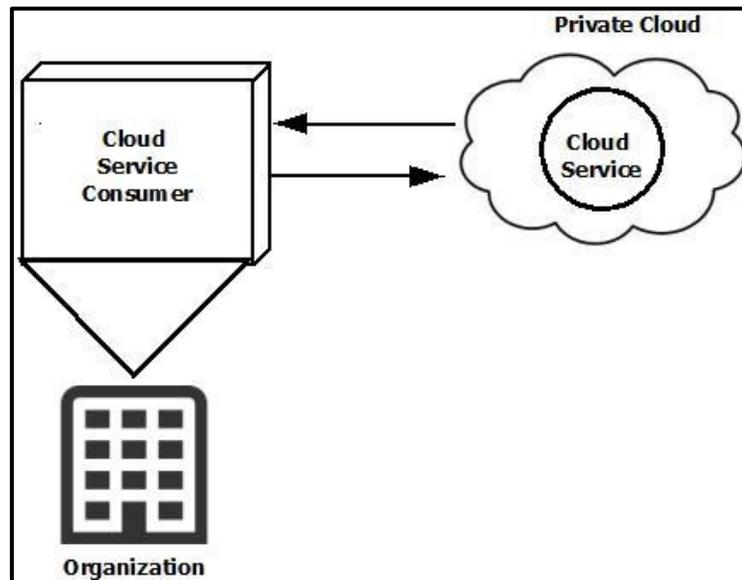 Private Cloud
Cloud
Service
Consumer
Cloud
Service
Organization